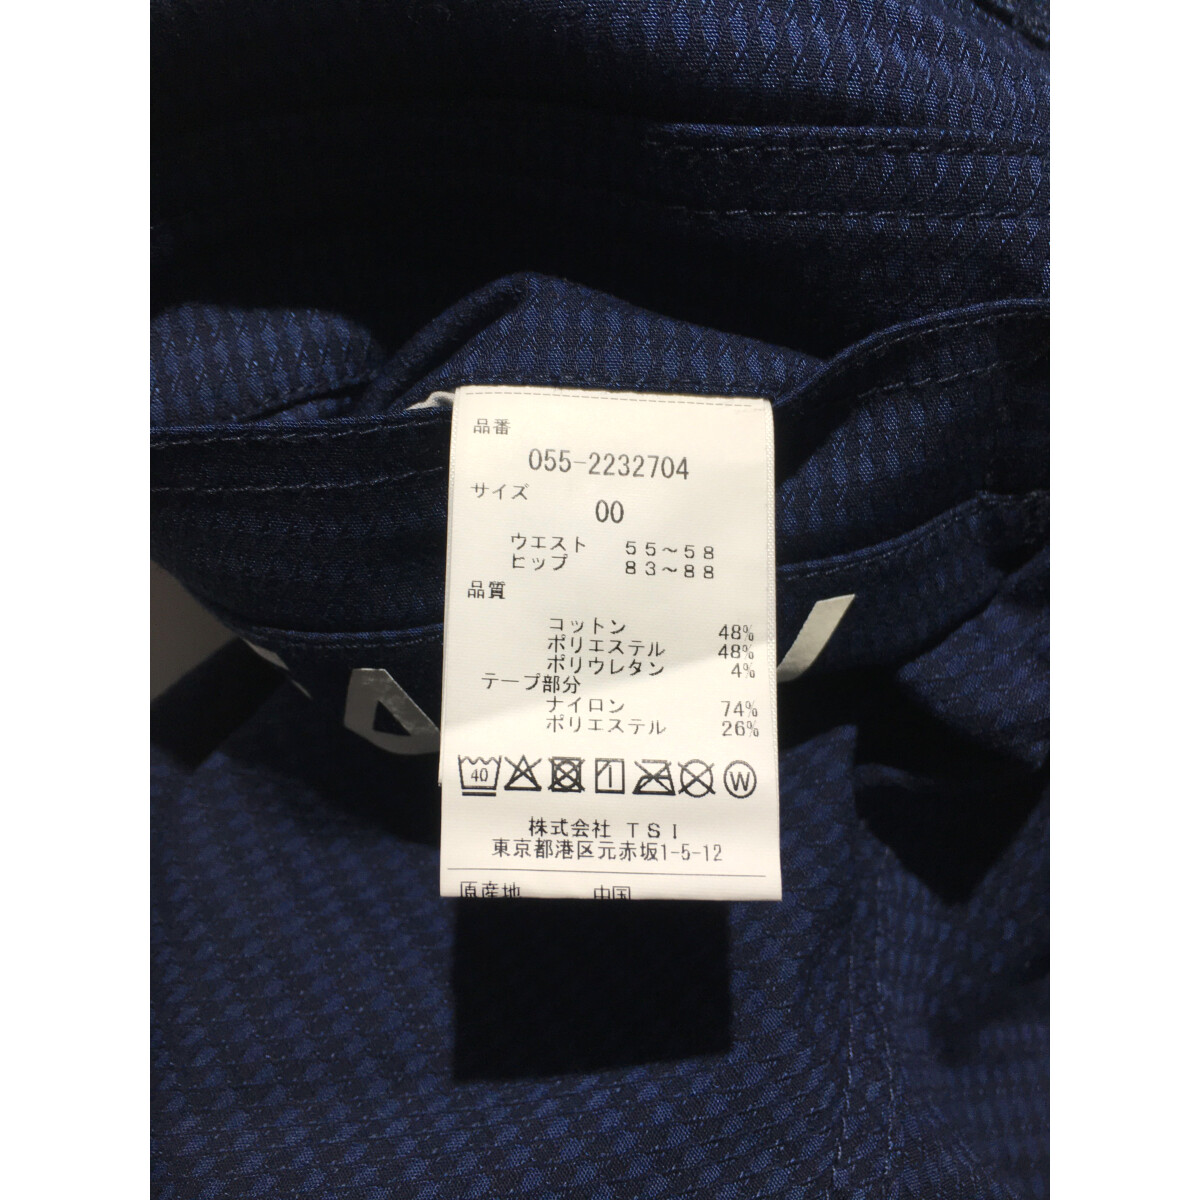 品番
055-2232704
サイズ
00
ウエスト 55～58
ヒップ 83～88
品質
コットン 48%
ポリエステル 48%
ポリウレタン 4%
テープ部分
ナイロン 74%
ポリエステル 26%
40 W
株式会社 TSI
東京都港区元赤坂1-5-12
原産地 中国